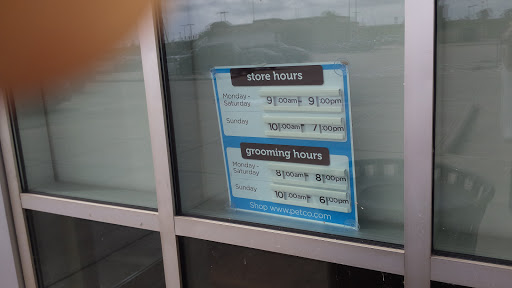 store hours
Monday - 9:00am - 9:00pm
Saturday
Sunday 10:00am - 7:00pm
grooming hours
Monday - 8:00am - 8:00pm
Saturday
Sunday 10:00am - 6:00pm
Shop www.petco.com